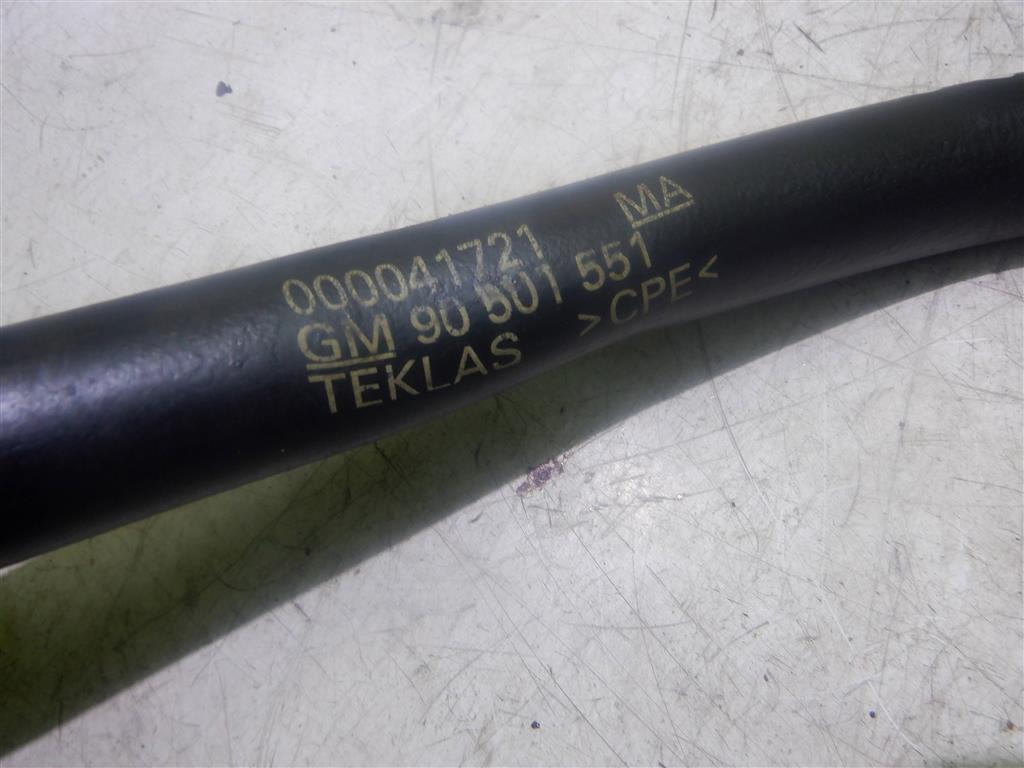 000041721 MA
GM 90 501 551
TEKLAS >CPE<